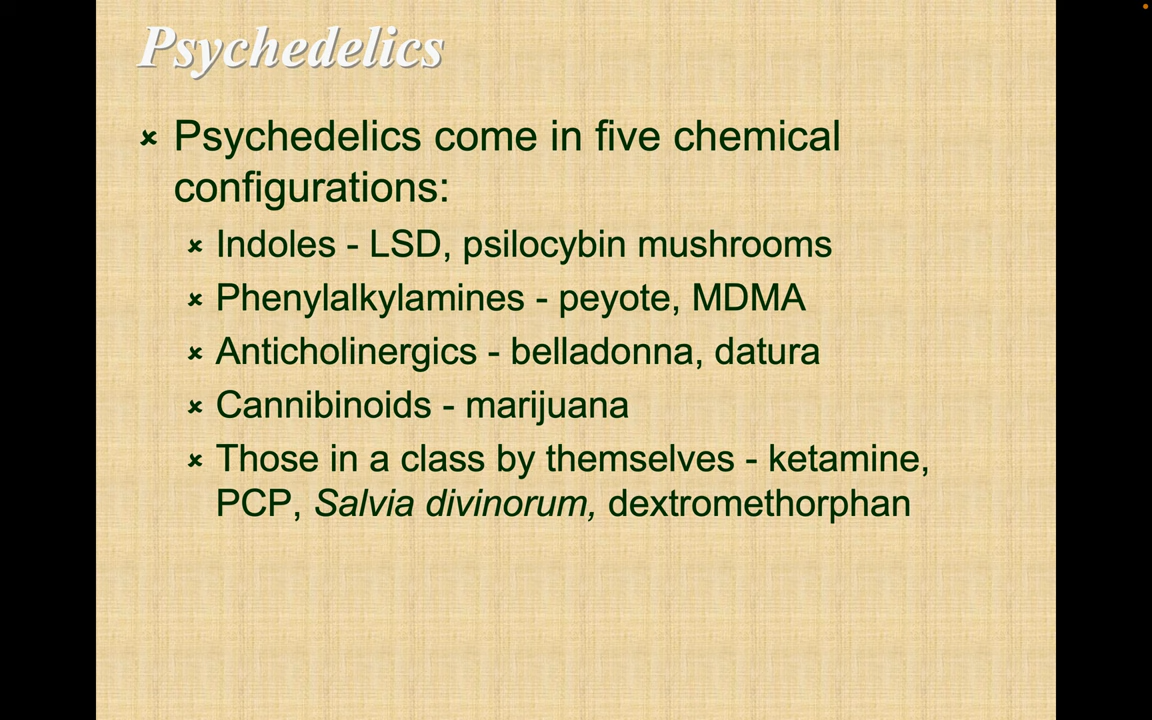 Psychedelics
Psychedelics come in five chemical
configurations:
Indoles - LSD, psilocybin mushrooms
Phenylalkylamines - peyote, MDMA
Anticholinergics - belladonna, datura
Cannibinoids - marijuana
Those in a class by themselves - ketamine,
PCP, Salvia divinorum, dextromethorphan